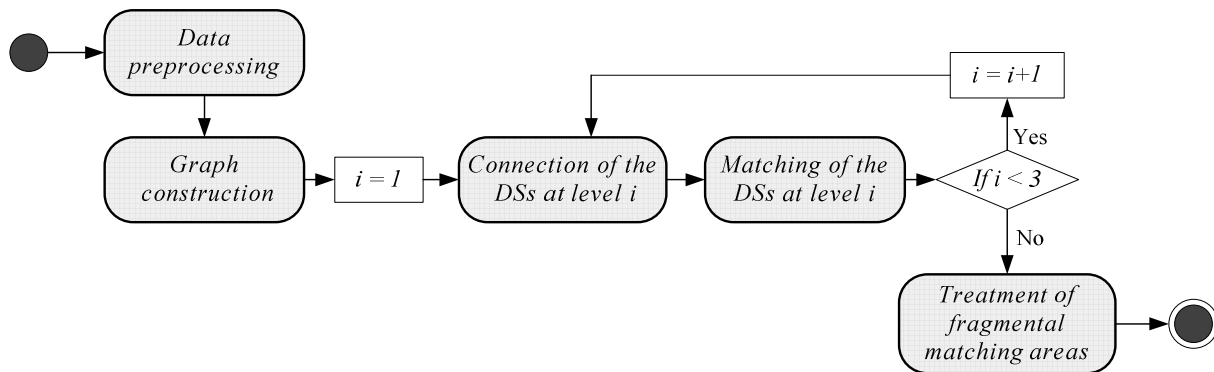 Data
preprocessing
Graph
construction
i = 1
Connection of the
DSs at level i
Matching of the
DSs at level i
If i < 3
Yes
i = i+1
No
Treatment of
fragmental
matching areas